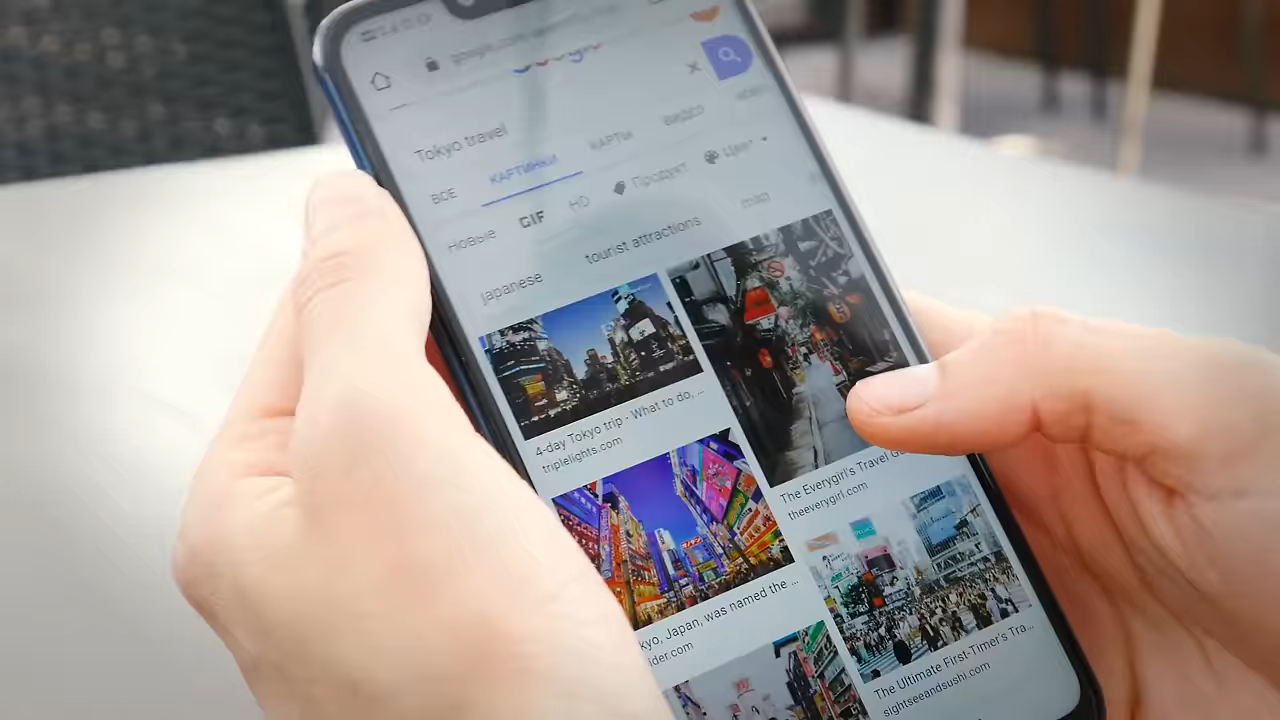 Google
Tokyo travel
ВСЕ КАРТИНКИ КАРТЫ ВИДЕО
Новые GIF HD Продукт Цвет
japanese tourist attractions map
4-day Tokyo trip - What to do, ...
triplelights.com
The Everygirl's Travel
theeverygirl.com
kyo, Japan, was named the ...
ider.com
The Ultimate First-Timer's Tra...
sightseeandsushi.com